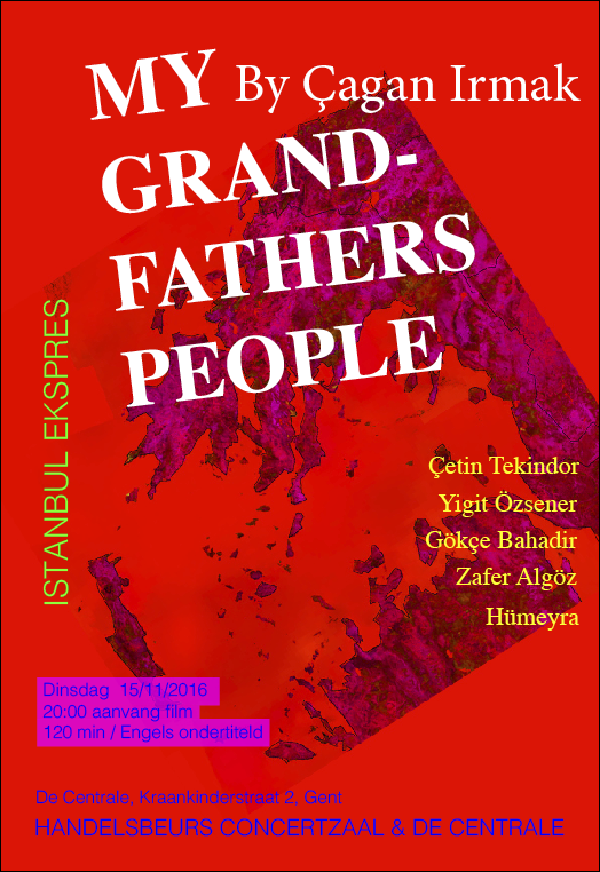 MY By Çagan Irmak
GRAND-
FATHERS
PEOPLE
ISTANBUL EKSPRES
Çetin Tekindor
Yigit Özsener
Gökçe Bahadir
Zafer Algöz
Hümeyra
Dinsdag 15/11/2016
20:00 aanvang film
120 min / Engels ondertiteld
De Centrale, Kraankinderstraat 2, Gent
HANDELSBEURS CONCERTZAAL & DE CENTRALE